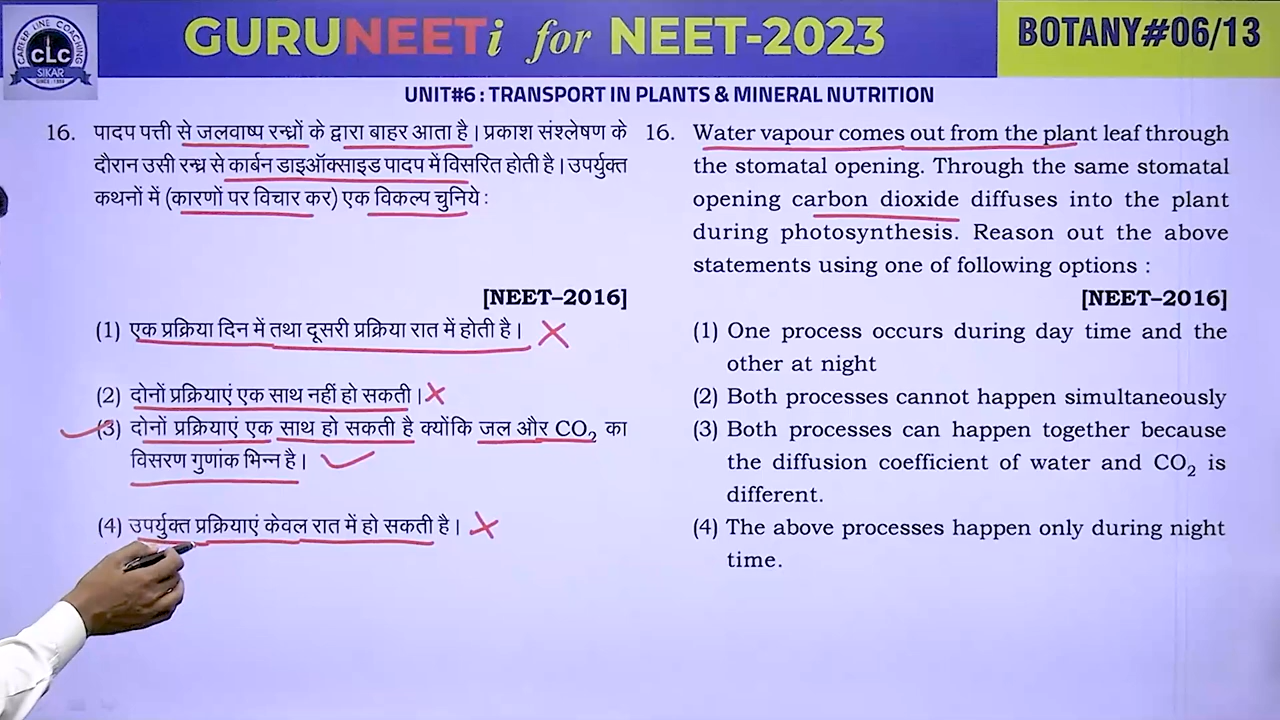 CAREER LINE COACHING
CLC
SIKAR
SINCE : 1996
GURUNEETi for NEET-2023
BOTANY#06/13
UNIT#6 : TRANSPORT IN PLANTS & MINERAL NUTRITION
16. पादप पत्ती से जलवाष्प रन्ध्रों के द्वारा बाहर आता है। प्रकाश संश्लेषण के
दौरान उसी रन्ध्र से कार्बन डाइऑक्साइड पादप में विसरित होती है। उपर्युक्त
कथनों में (कारणों पर विचार कर) एक विकल्प चुनिये :
[NEET–2016]
(1) एक प्रक्रिया दिन में तथा दूसरी प्रक्रिया रात में होती है।
(2) दोनों प्रक्रियाएं एक साथ नहीं हो सकती।
(3) दोनों प्रक्रियाएं एक साथ हो सकती है क्योंकि जल और CO₂ का
विसरण गुणांक भिन्न है।
(4) उपर्युक्त प्रक्रियाएं केवल रात में हो सकती है।
16. Water vapour comes out from the plant leaf through
the stomatal opening. Through the same stomatal
opening carbon dioxide diffuses into the plant
during photosynthesis. Reason out the above
statements using one of following options :
[NEET–2016]
(1) One process occurs during day time and the
other at night
(2) Both processes cannot happen simultaneously
(3) Both processes can happen together because
the diffusion coefficient of water and CO₂ is
different.
(4) The above processes happen only during night
time.